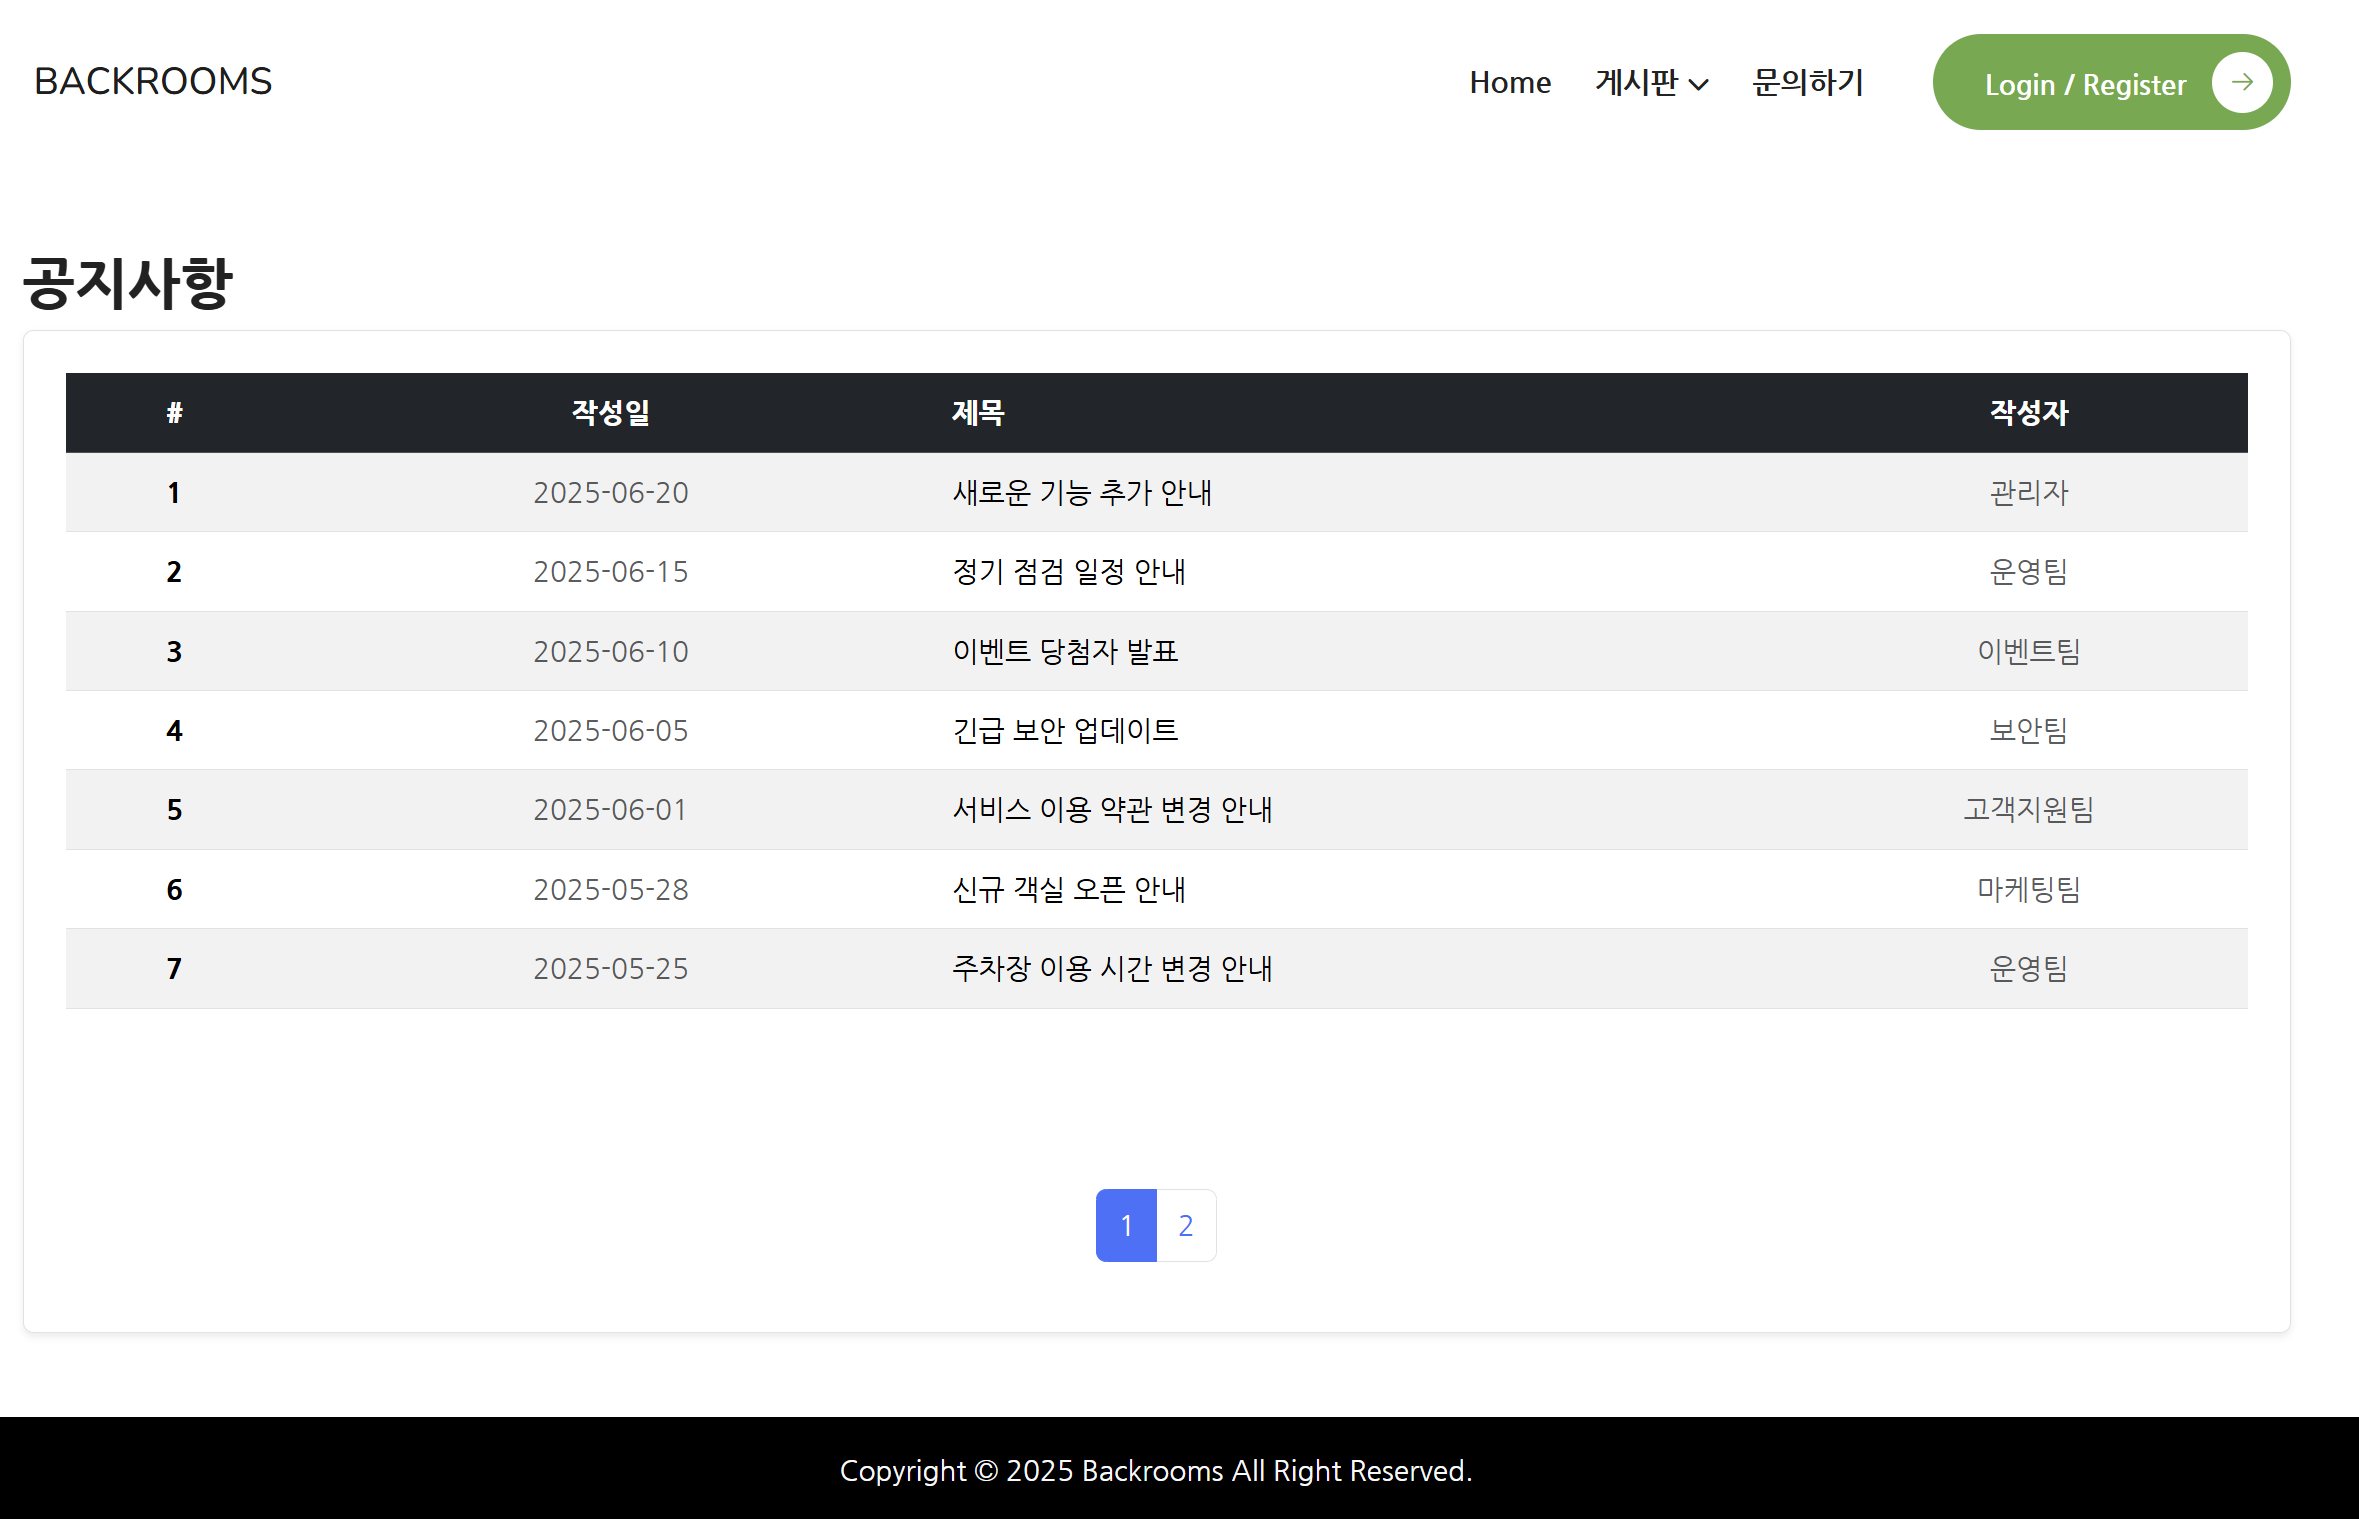 BACKROOMS
Home 게시판 문의하기 Login / Register
공지사항
# 작성일 제목 작성자
1 2025-06-20 새로운 기능 추가 안내 관리자
2 2025-06-15 정기 점검 일정 안내 운영팀
3 2025-06-10 이벤트 당첨자 발표 이벤트팀
4 2025-06-05 긴급 보안 업데이트 보안팀
5 2025-06-01 서비스 이용 약관 변경 안내 고객지원팀
6 2025-05-28 신규 객실 오픈 안내 마케팅팀
7 2025-05-25 주차장 이용 시간 변경 안내 운영팀
1 2
Copyright © 2025 Backrooms All Right Reserved.